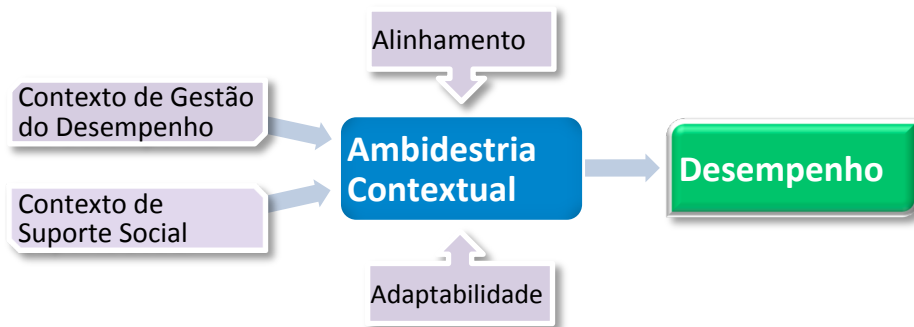 Alinhamento
Contexto de Gestão
do Desempenho
Ambidestria
Contextual
Desempenho
Contexto de
Suporte Social
Adaptabilidade